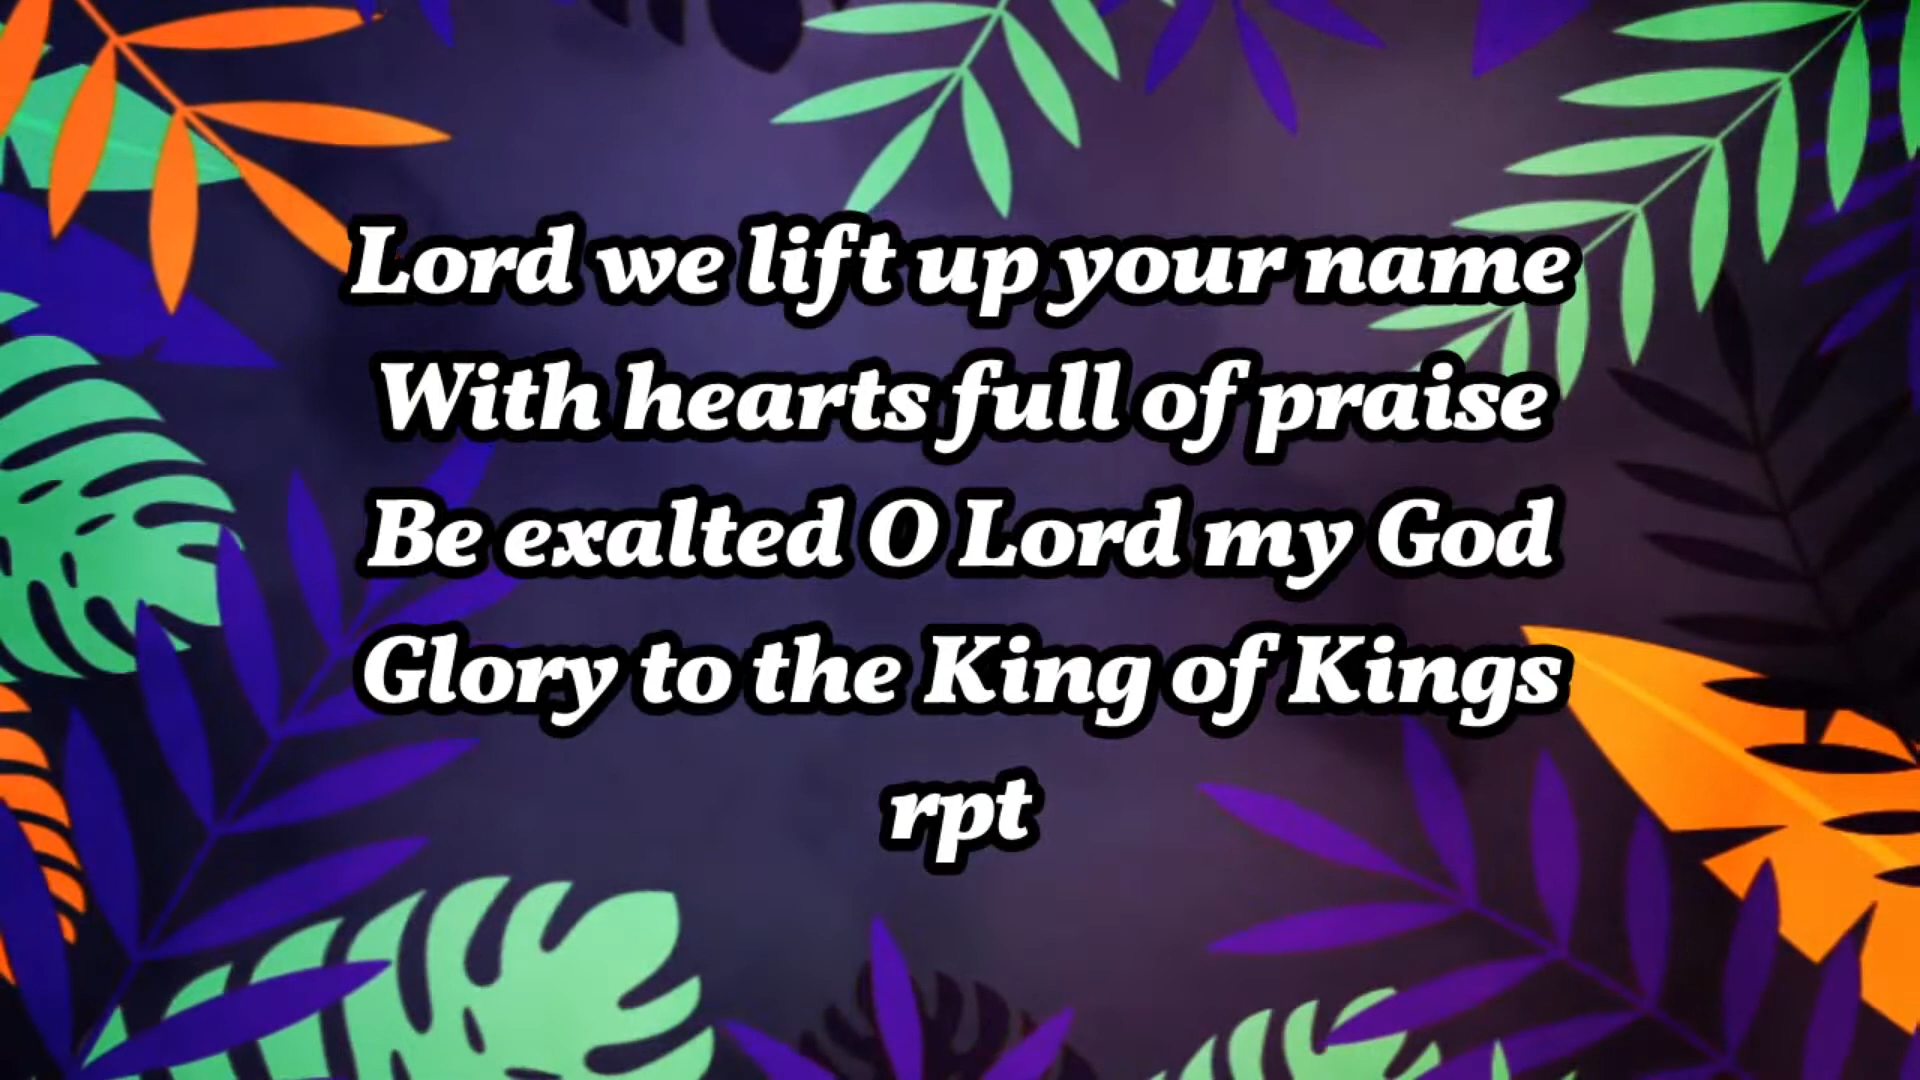 Lord we lift up your name
With hearts full of praise
Be exalted O Lord my God
Glory to the King of Kings
rpt